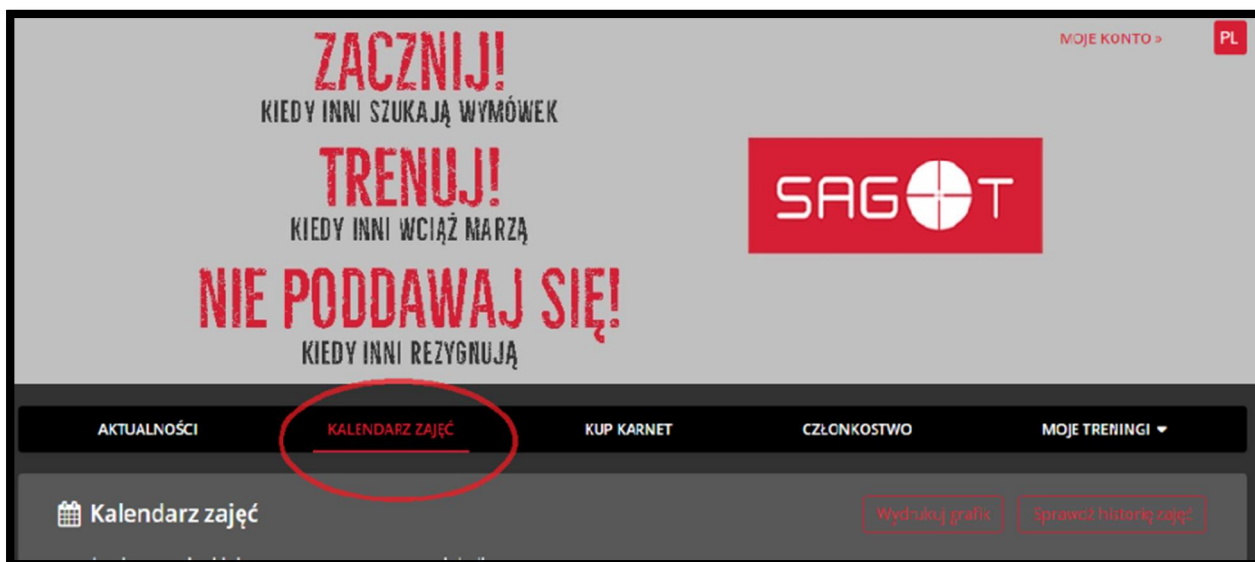 ZACZNIJ!
KIEDY INNI SZUKAJĄ WYMÓWEK
TRENUJ!
KIEDY INNI WCIĄŻ MARZĄ
NIE PODDAWAJ SIĘ!
KIEDY INNI REZYGNUJĄ
MOJE KONTO »
PL
SAGOT
AKTUALNOŚCI
KALENDARZ ZAJĘĆ
KUP KARNET
CZŁONKOSTWO
MOJE TRENINGI
Kalendarz zajęć
Wydrukuj grafik
Sprawdź historię zajęć